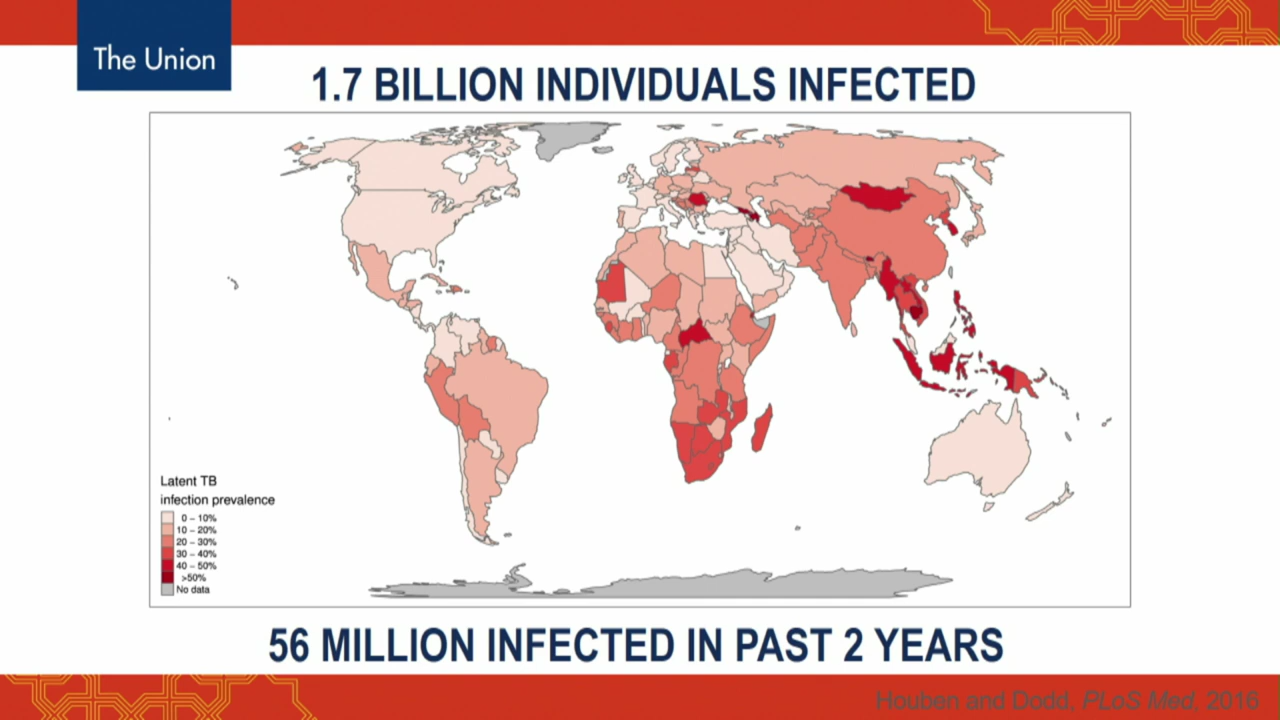 The Union
1.7 BILLION INDIVIDUALS INFECTED
Latent TB
infection prevalence
0 – 10%
10 – 20%
20 – 30%
30 – 40%
40 – 50%
>50%
No data
56 MILLION INFECTED IN PAST 2 YEARS
Houben and Dodd, PLoS Med, 2016